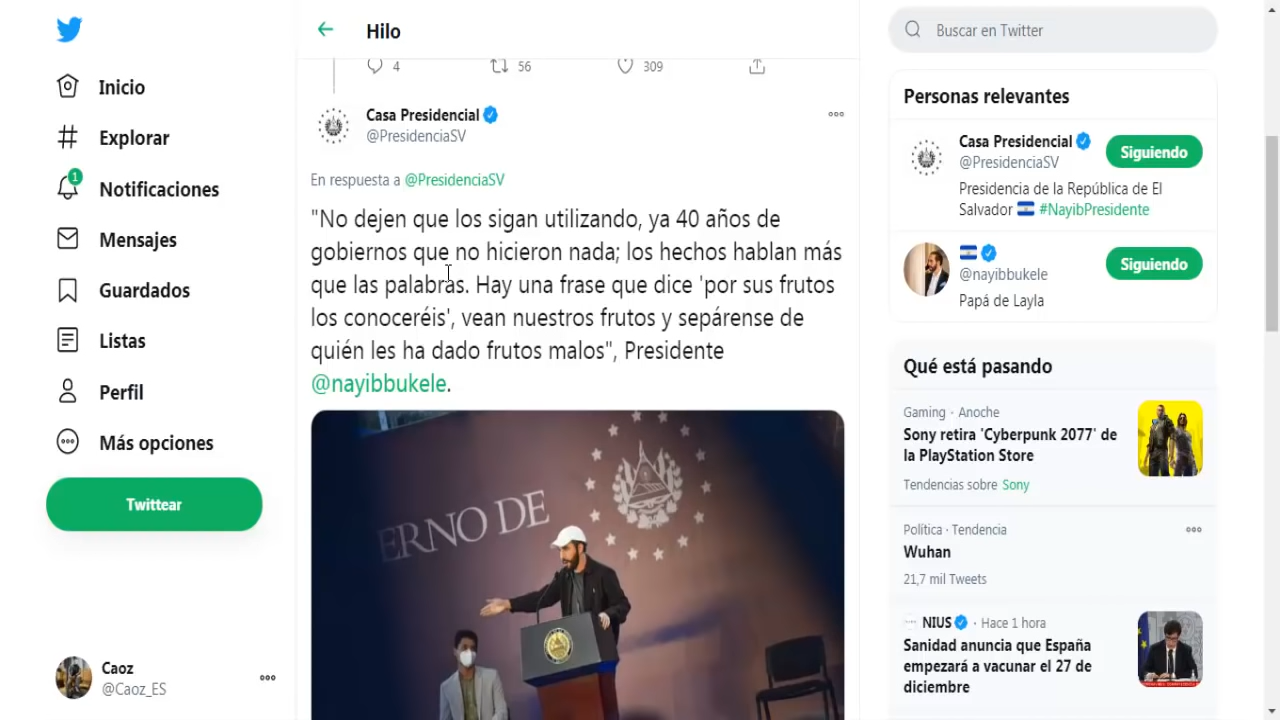 Inicio
Explorar
1
Notificaciones
Mensajes
Guardados
Listas
Perfil
Más opciones
Twittear
Caoz
@Caoz_ES
Hilo
4 56 309
Casa Presidencial
@PresidenciaSV
En respuesta a @PresidenciaSV
"No dejen que los sigan utilizando, ya 40 años de
gobiernos que no hicieron nada; los hechos hablan más
que las palabras. Hay una frase que dice 'por sus frutos
los conoceréis', vean nuestros frutos y sepárense de
quién les ha dado frutos malos", Presidente
@nayibbukele.
ERNO DE
Buscar en Twitter
Personas relevantes
Casa Presidencial
@PresidenciaSV
Siguiendo
Presidencia de la República de El
Salvador 🇸🇻 #NayibPresidente
🇸🇻
@nayibbukele
Siguiendo
Papá de Layla
Qué está pasando
Gaming · Anoche
Sony retira 'Cyberpunk 2077' de
la PlayStation Store
Tendencias sobre Sony
Política · Tendencia
Wuhan
21,7 mil Tweets
NIUS · Hace 1 hora
Sanidad anuncia que España
empezará a vacunar el 27 de
diciembre